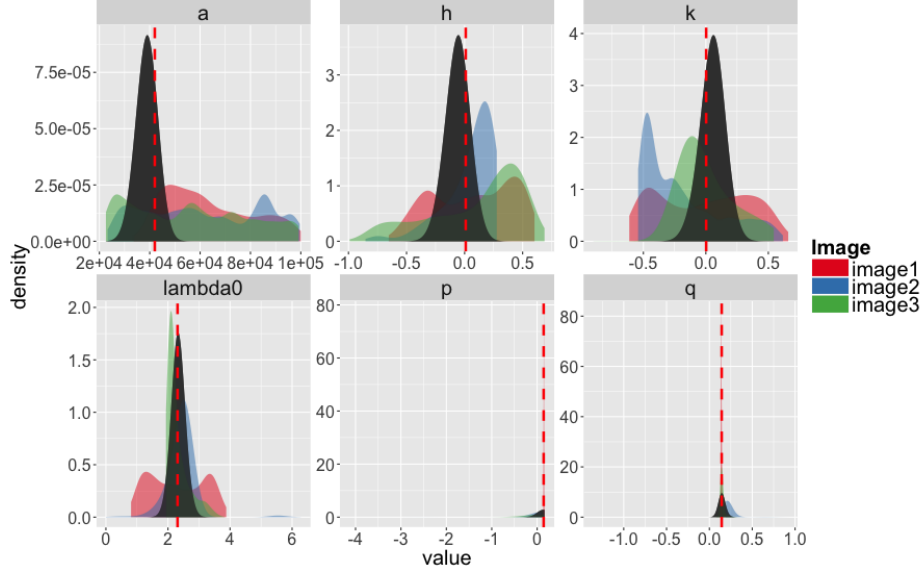 a
h
k
7.5e-05
5.0e-05
2.5e-05
0.0e+00
2e+04 4e+04 6e+04 8e+04 1e+05
3
2
1
0
-1.0 -0.5 0.0 0.5
4
3
2
1
0
-0.5 0.0 0.5
density
Image
image1
image2
image3
lambda0
p
q
2.0
1.5
1.0
0.5
0.0
0 2 4 6
80
60
40
20
0
-4 -3 -2 -1 0
80
60
40
20
0
-1.0 -0.5 0.0 0.5 1.0
value